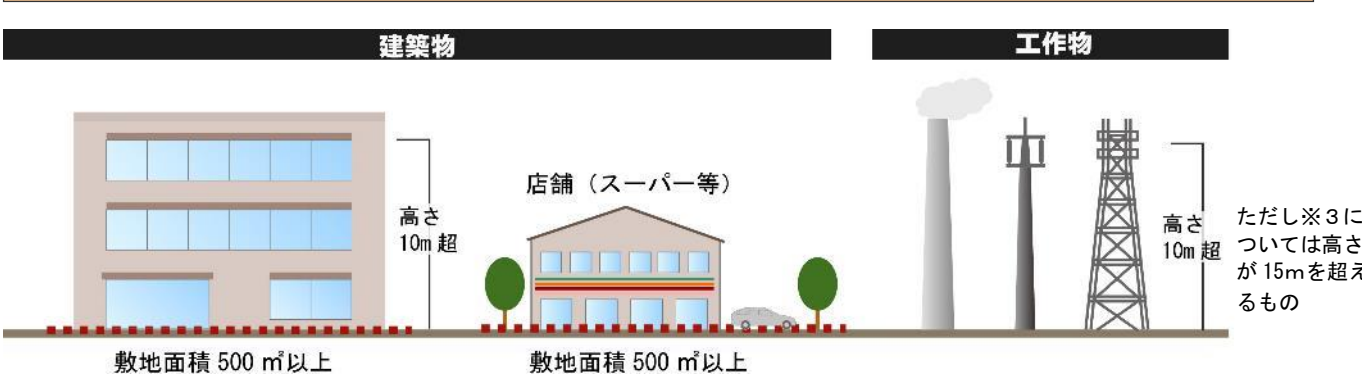 建築物
工作物
高さ
10m 超
敷地面積 500 ㎡以上
店舗（スーパー等）
敷地面積 500 ㎡以上
高さ
10m 超
ただし※３に
ついては高さ
が 15ｍを超え
るもの